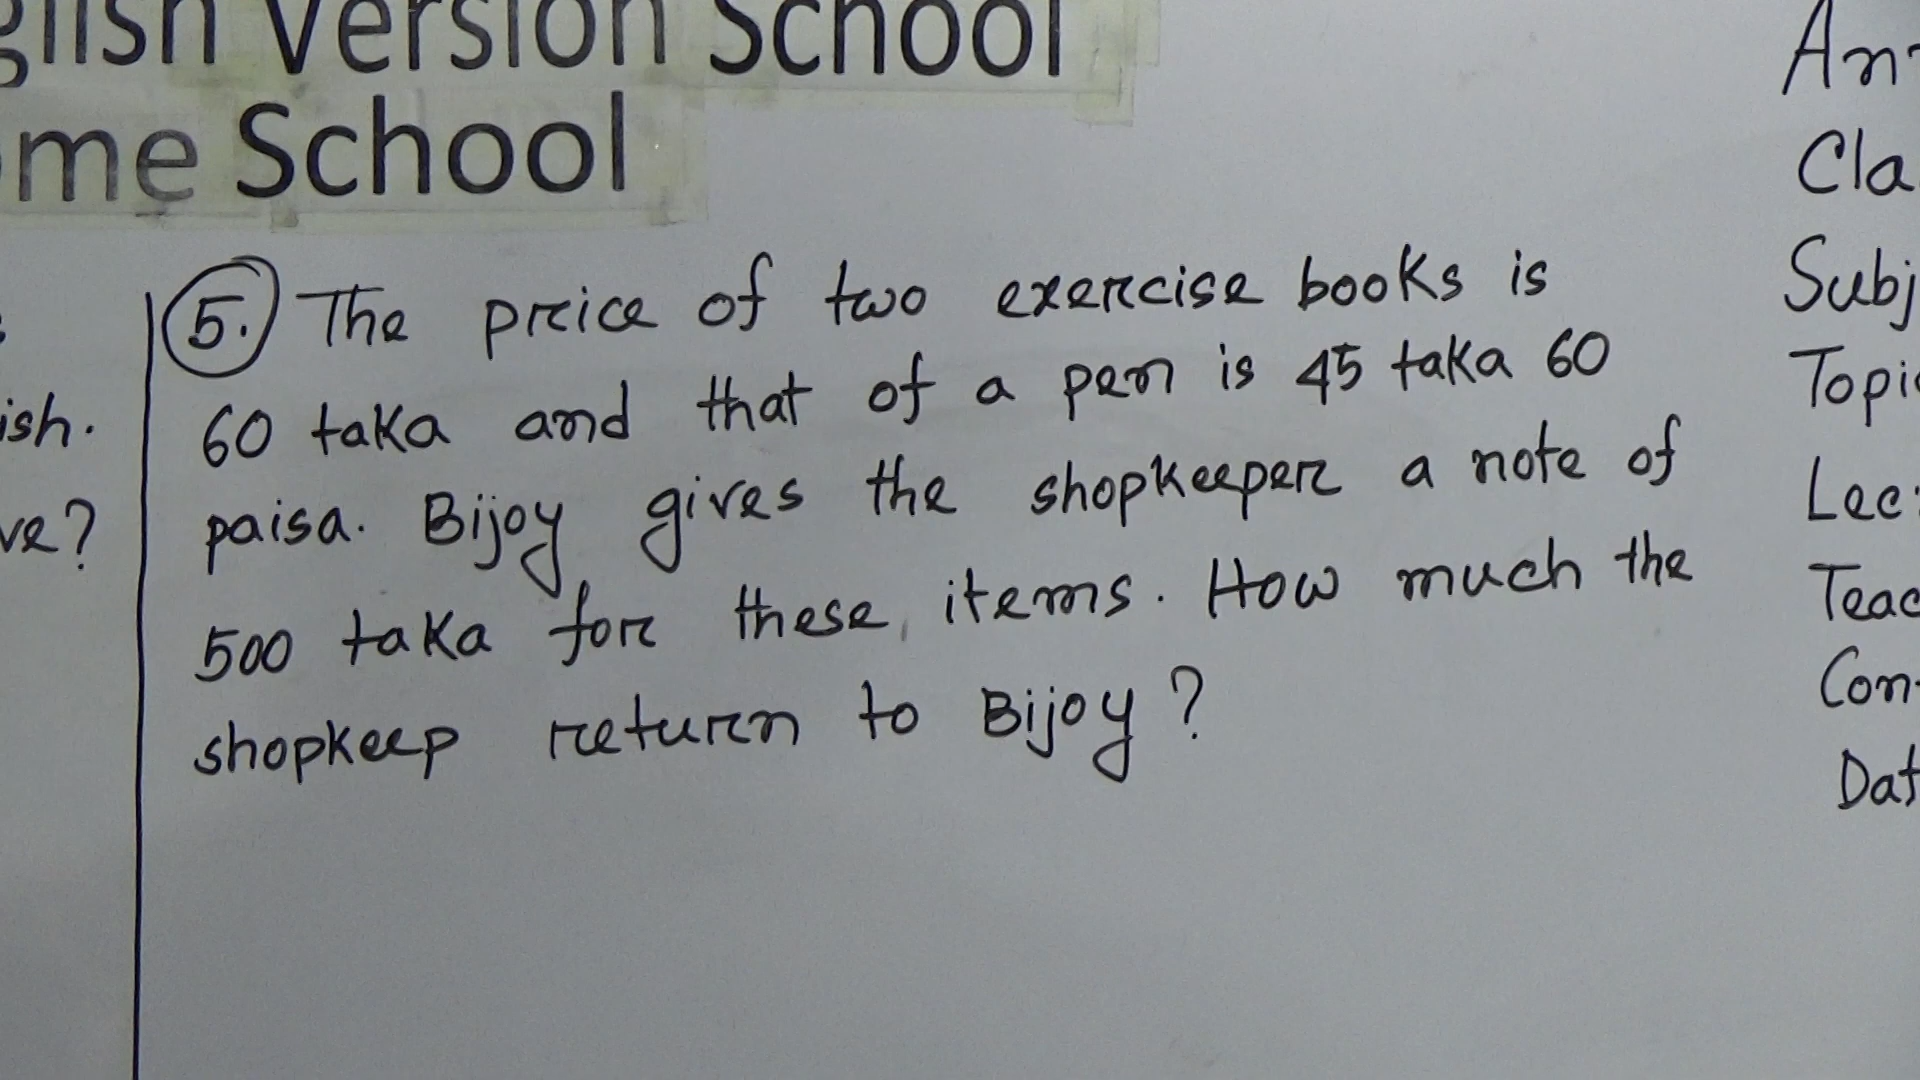 glish Version School
me School
5. The price of two exercise books is
60 taka and that of a pen is 45 taka 60
paisa. Bijoy gives the shopkeeper a note of
500 taka for these, items. How much the
shopkeep return to Bijoy?
ish.
ve?
An
Cla
Subj
Topic
Lec
Teac
Con
Dat